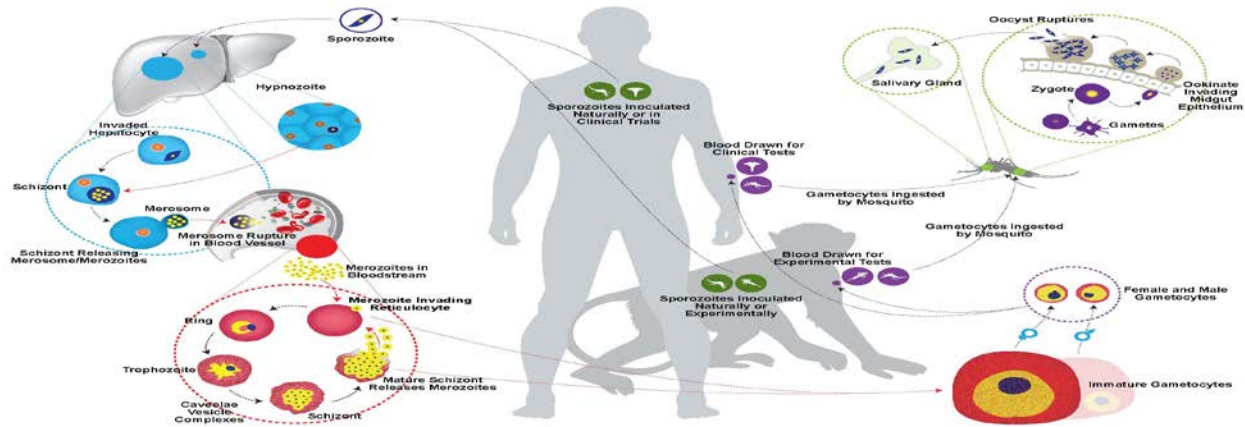 Sporozoite
Hypnozoite
Invaded
Hepatocyte
Schizont
Merosome
Merosome Rupture
in Blood Vessel
Schizont Releasing
Merosome/Merozoites
Merozoites in
Bloodstream
Merozoite Invading
Reticulocyte
Ring
Trophozoite
Mature Schizont
Releases Merozoites
Caveolae
Vesicle
Complexes
Schizont
Sporozoites Inoculated
Naturally or in
Clinical Trials
Blood Drawn for
Clinical Tests
Gametocytes Ingested
by Mosquito
Blood Drawn for
Experimental Tests
Sporozoites Inoculated
Naturally or
Experimentally
Oocyst Ruptures
Salivary Gland
Zygote
Ookinate
Invading
Midgut
Epithelium
Gametes
Gametocytes Ingested
by Mosquito
Female and Male
Gametocytes
Immature Gametocytes